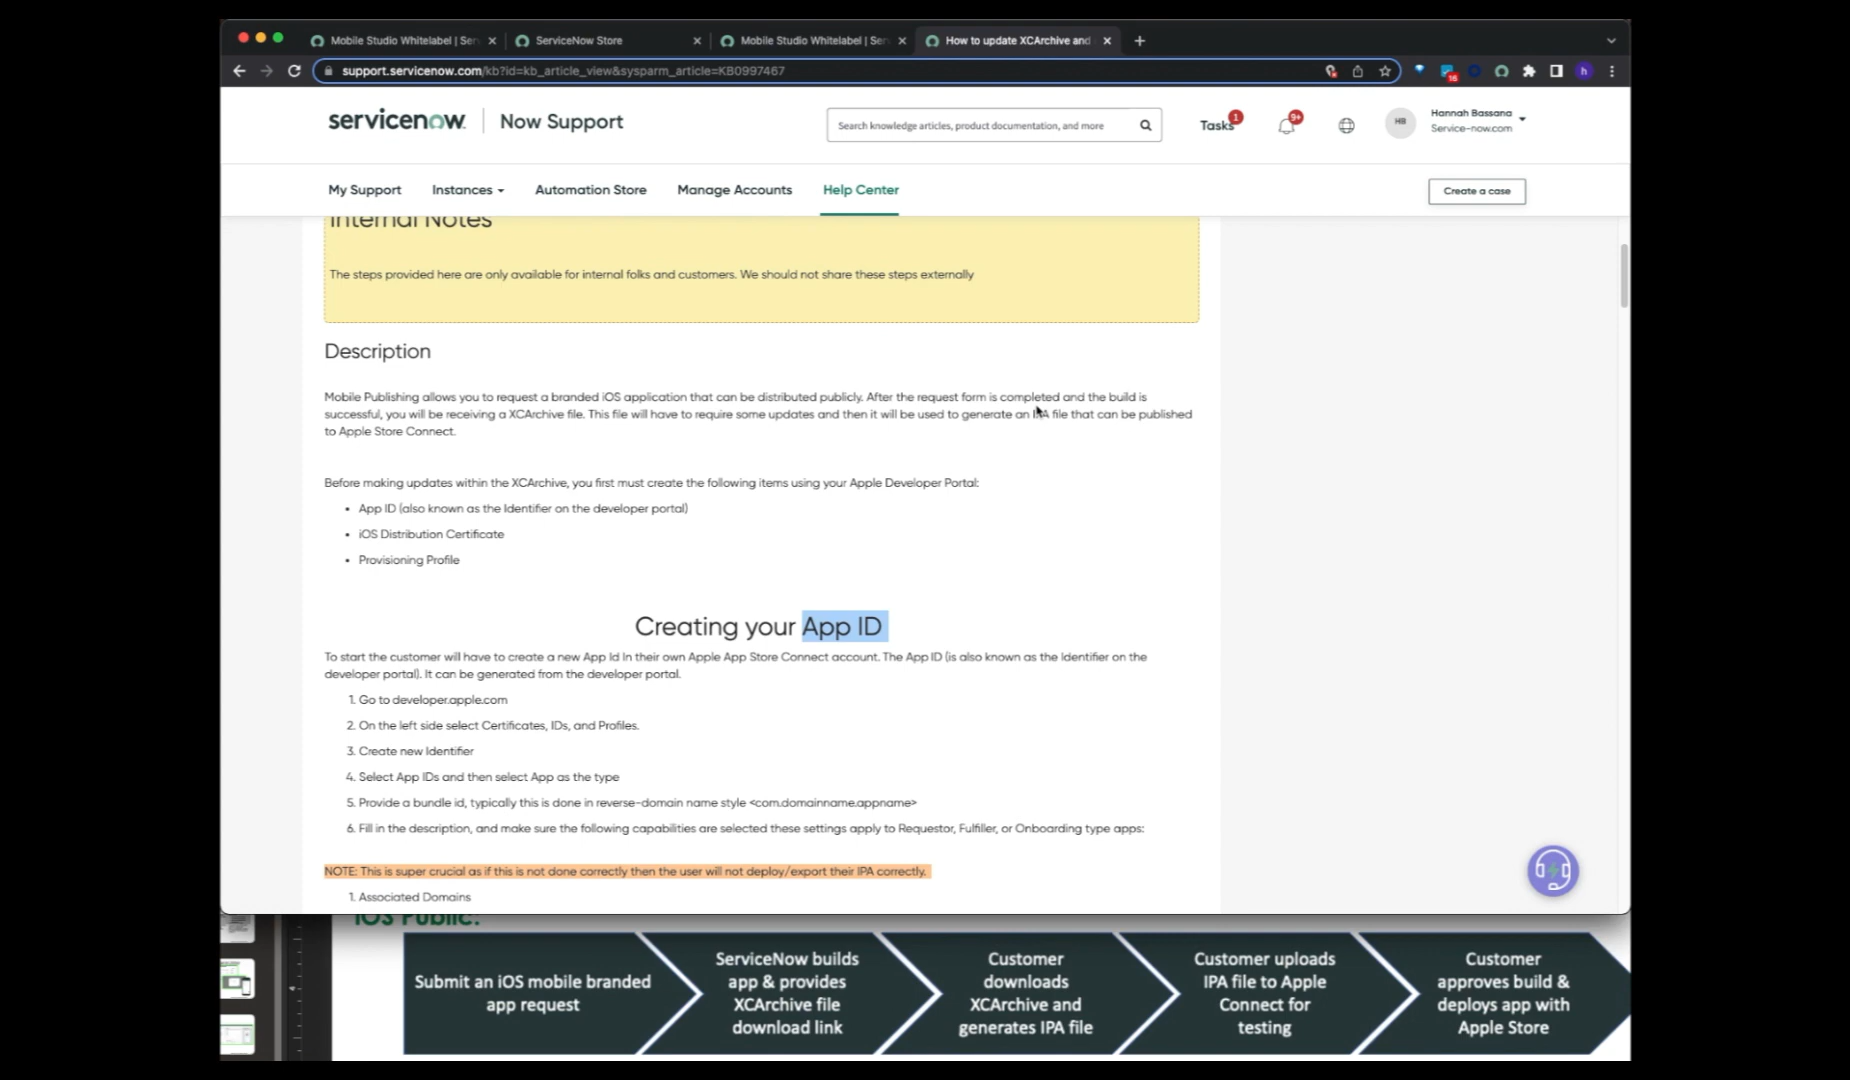 Mobile Studio Whitelabel | Ser
ServiceNow Store
Mobile Studio Whitelabel | Ser
How to update XCArchive and
support.servicenow.com/kb?id=kb_article_view&sysparm_article=KB0997467
16
h
servicenow
Now Support
Search knowledge articles, product documentation, and more
Tasks
1
9+
HB
Hannah Bassana
Service-now.com
My Support
Instances
Automation Store
Manage Accounts
Help Center
Create a case
Internal Notes
The steps provided here are only available for internal folks and customers. We should not share these steps externally
Description
Mobile Publishing allows you to request a branded iOS application that can be distributed publicly. After the request form is completed and the build is
successful, you will be receiving a XCArchive file. This file will have to require some updates and then it will be used to generate an IPA file that can be published
to Apple Store Connect.
Before making updates within the XCArchive, you first must create the following items using your Apple Developer Portal:
• App ID (also known as the Identifier on the developer portal)
• iOS Distribution Certificate
• Provisioning Profile
Creating your App ID
To start the customer will have to create a new App Id In their own Apple App Store Connect account. The App ID (is also known as the Identifier on the
developer portal). It can be generated from the developer portal.
1. Go to developer.apple.com
2. On the left side select Certificates, IDs, and Profiles.
3. Create new Identifier
4. Select App IDs and then select App as the type
5. Provide a bundle id, typically this is done in reverse-domain name style <com.domainname.appname>
6. Fill in the description, and make sure the following capabilities are selected these settings apply to Requestor, Fulfiller, or Onboarding type apps:
NOTE: This is super crucial as if this is not done correctly then the user will not deploy/export their IPA correctly.
1. Associated Domains
iOS Public:
Submit an iOS mobile branded
app request
ServiceNow builds
app & provides
XCArchive file
download link
Customer
downloads
XCArchive and
generates IPA file
Customer uploads
IPA file to Apple
Connect for
testing
Customer
approves build &
deploys app with
Apple Store